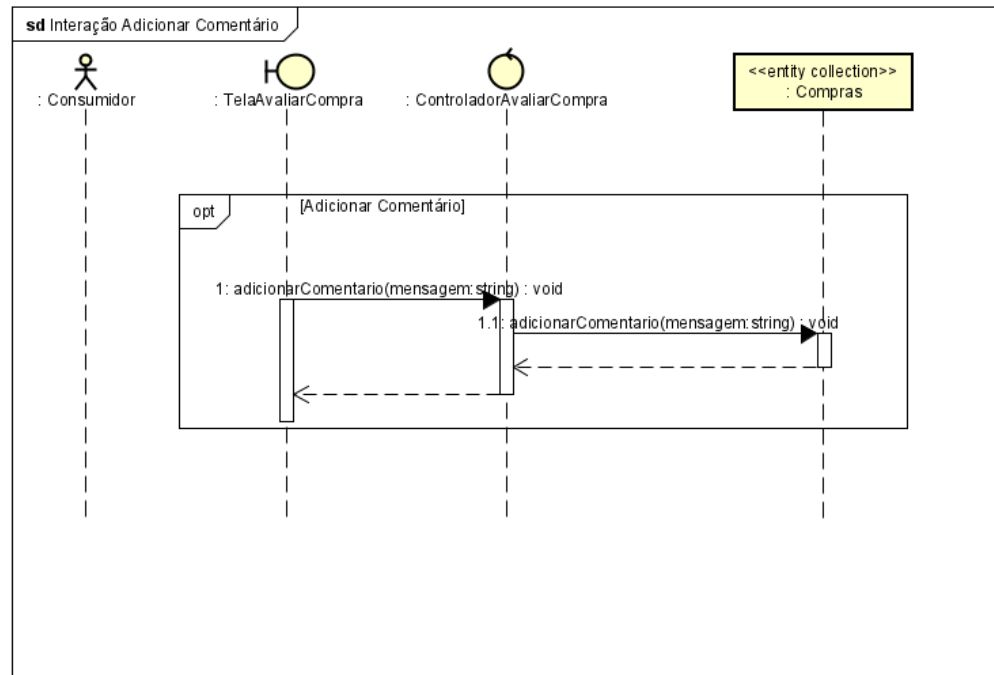 sd Interação Adicionar Comentário
: Consumidor
: TelaAvaliarCompra
: ControladorAvaliarCompra
<<entity collection>>
: Compras
opt
[Adicionar Comentário]
1: adicionarComentario(mensagem:string) : void
1.1: adicionarComentario(mensagem:string) : void